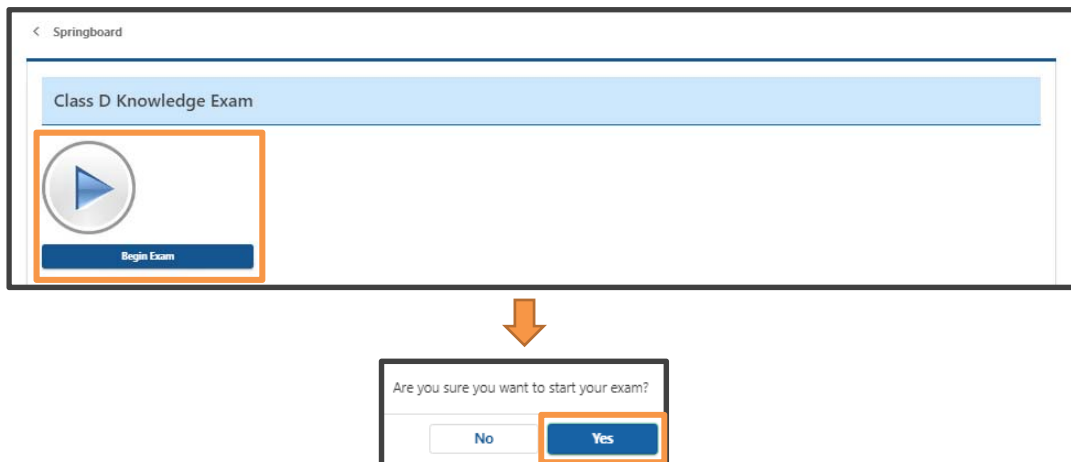 Springboard
Class D Knowledge Exam
Begin Exam
Are you sure you want to start your exam?
No Yes